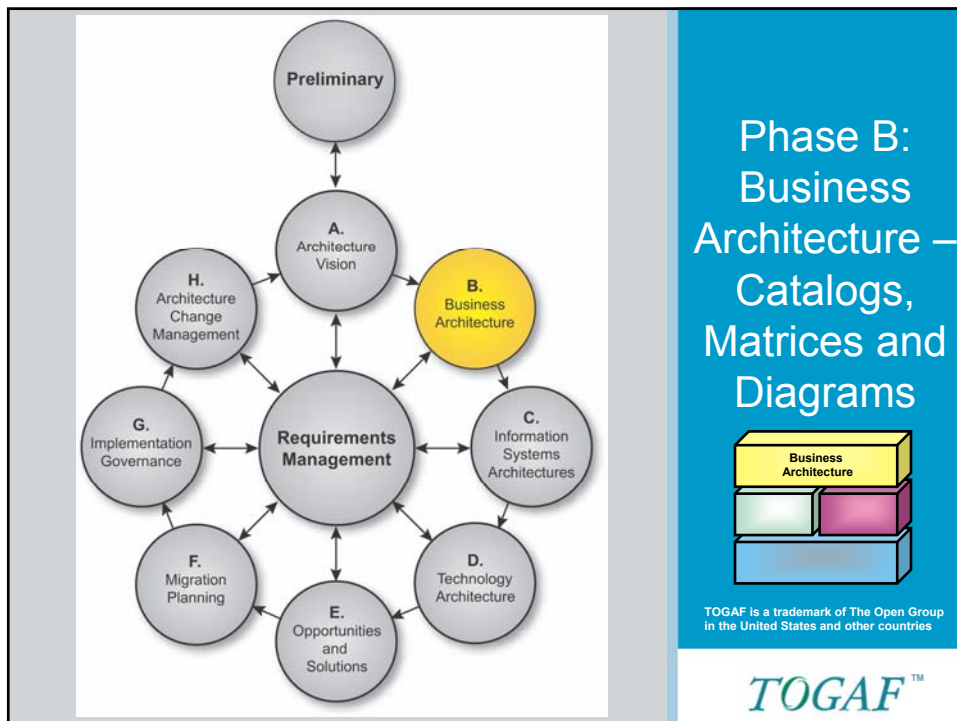 Preliminary
A.
Architecture
Vision
B.
Business
Architecture
H.
Architecture
Change
Management
C.
Information
Systems
Architectures
G.
Implementation
Governance
Requirements
Management
D.
Technology
Architecture
F.
Migration
Planning
E.
Opportunities
and
Solutions
Phase B:
Business
Architecture –
Catalogs,
Matrices and
Diagrams
Business
Architecture
TOGAF is a trademark of The Open Group
in the United States and other countries
TOGAF ™